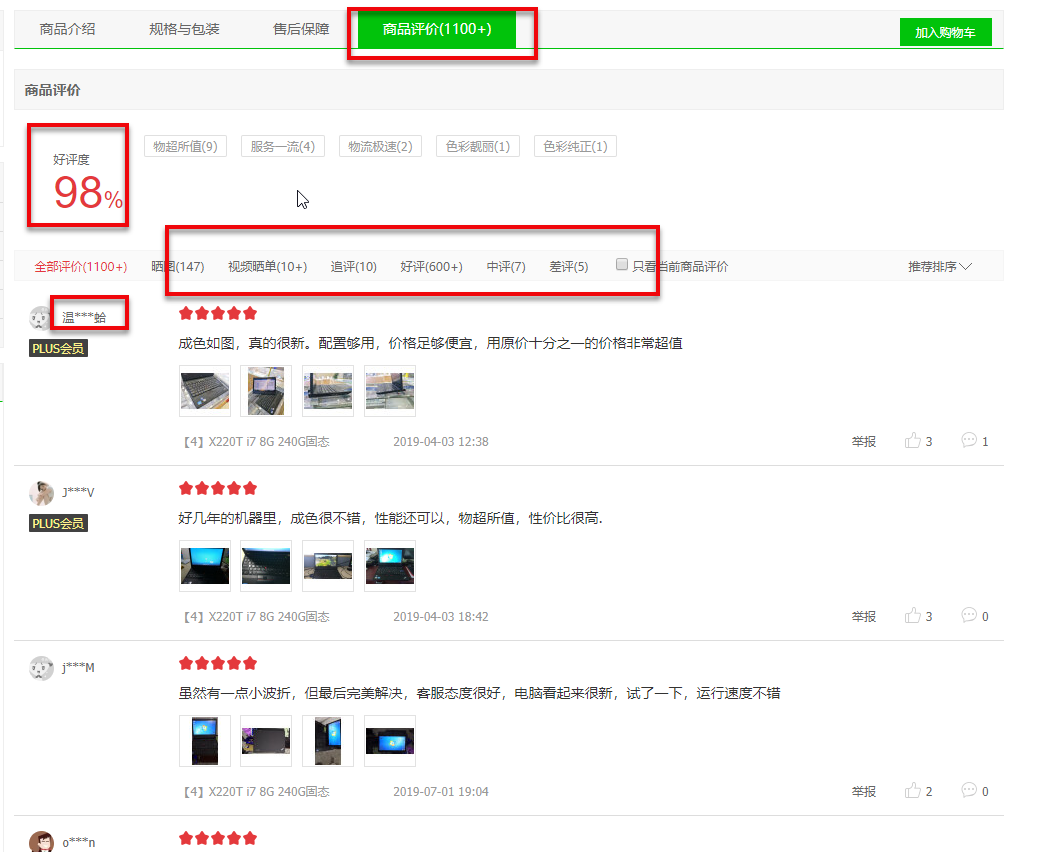 商品介绍 规格与包装 售后保障 商品评价(1100+) 加入购物车
商品评价
好评度
98%
物超所值(9) 服务一流(4) 物流极速(2) 色彩靓丽(1) 色彩纯正(1)
全部评价(1100+) 晒图(147) 视频晒单(10+) 追评(10) 好评(600+) 中评(7) 差评(5) 只看当前商品评价 推荐排序
温***蛤
PLUS会员
成色如图，真的很新。配置够用，价格足够便宜，用原价十分之一的价格非常超值
【4】X220T i7 8G 240G固态 2019-04-03 12:38 举报 3 1
J***V
PLUS会员
好几年的机器里，成色很不错，性能还可以，物超所值，性价比很高.
【4】X220T i7 8G 240G固态 2019-04-03 18:42 举报 3 0
j***M
虽然有一点小波折，但最后完美解决，客服态度很好，电脑看起来很新，试了一下，运行速度不错
【4】X220T i7 8G 240G固态 2019-07-01 19:04 举报 2 0
o***n